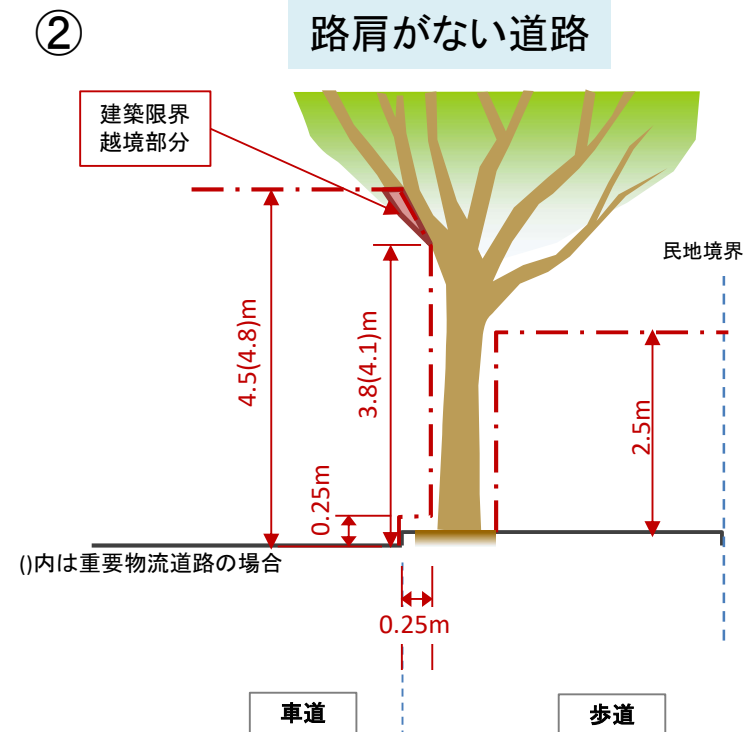 ②
路肩がない道路
建築限界
越境部分
民地境界
4.5(4.8)m
3.8(4.1)m
2.5m
0.25m
()内は重要物流道路の場合
0.25m
車道
歩道